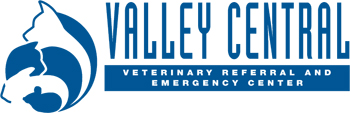 VALLEY CENTRAL
VETERINARY REFERRAL AND
EMERGENCY CENTER